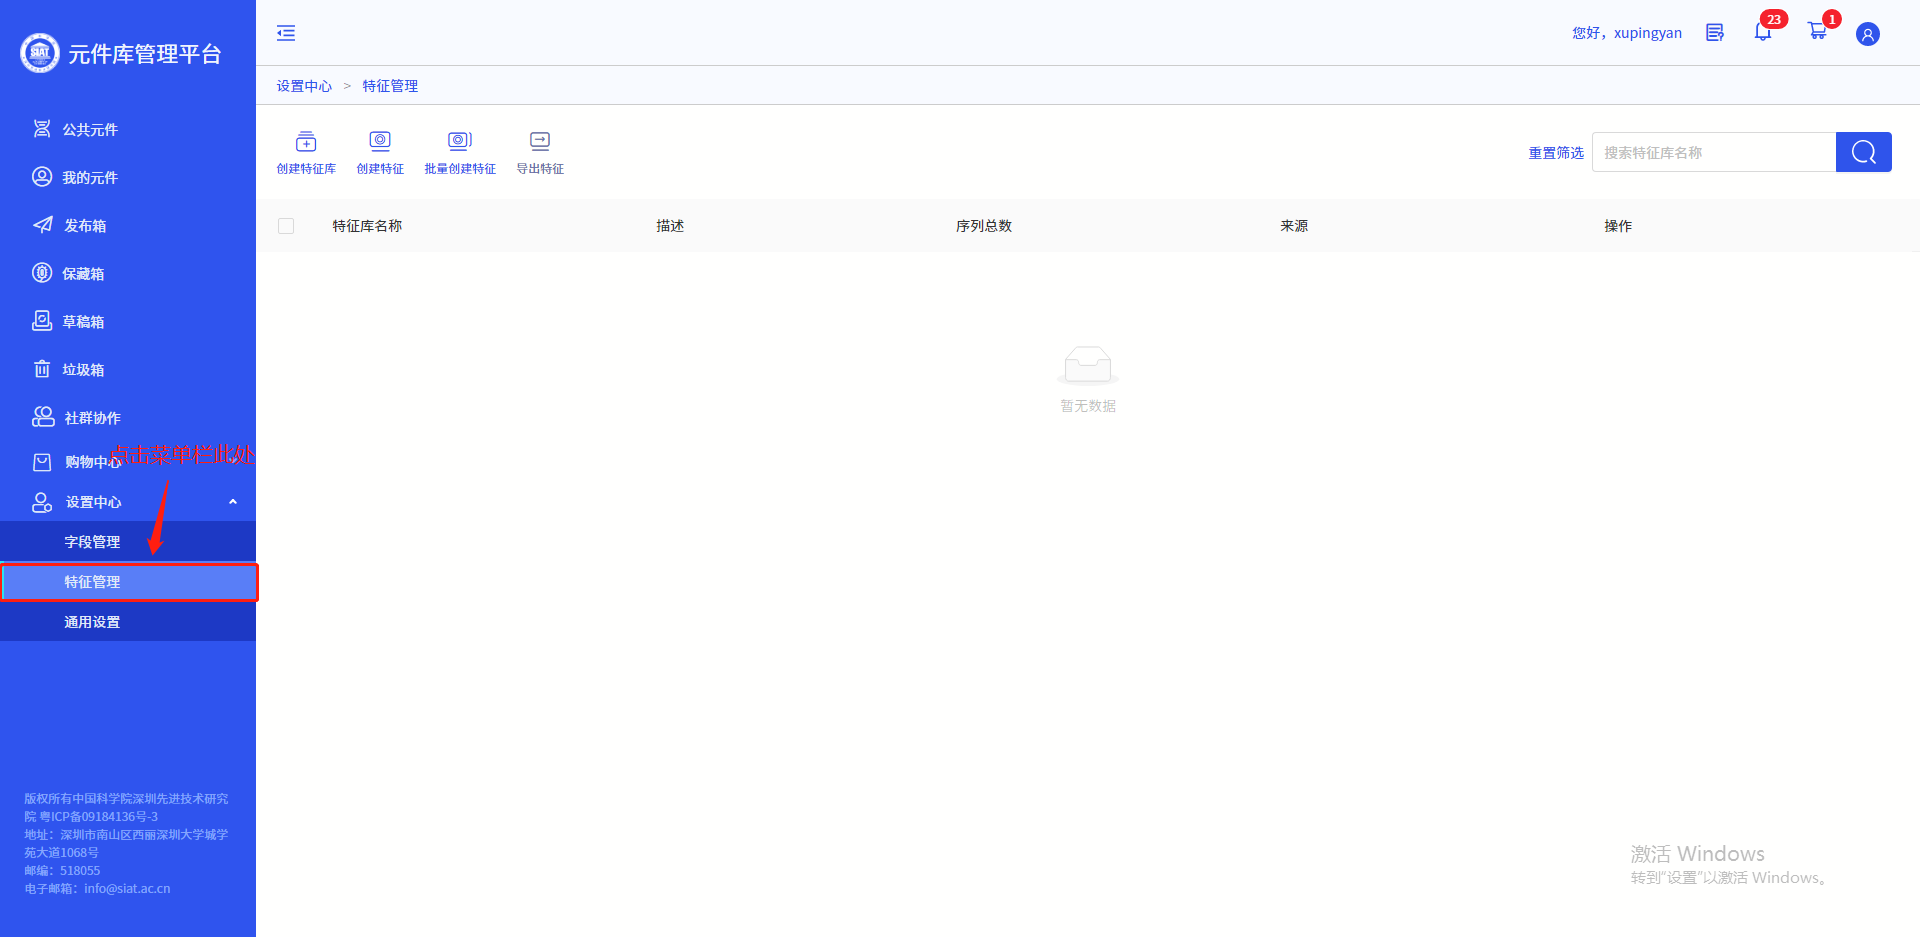 SIAT
元件库管理平台
公共元件
我的元件
发布箱
保藏箱
草稿箱
垃圾箱
社群协作
点击菜单栏此处
购物中心
设置中心
字段管理
特征管理
通用设置
版权所有中国科学院深圳先进技术研究
院 粤ICP备09184136号-3
地址：深圳市南山区西丽深圳大学城学
苑大道1068号
邮编：518055
电子邮箱：info@siat.ac.cn
您好，xupingyan
23
1
设置中心 > 特征管理
创建特征库 创建特征 批量创建特征 导出特征
重置筛选 搜索特征库名称
特征库名称 描述 序列总数 来源 操作
暂无数据
激活 Windows
转到“设置”以激活 Windows。